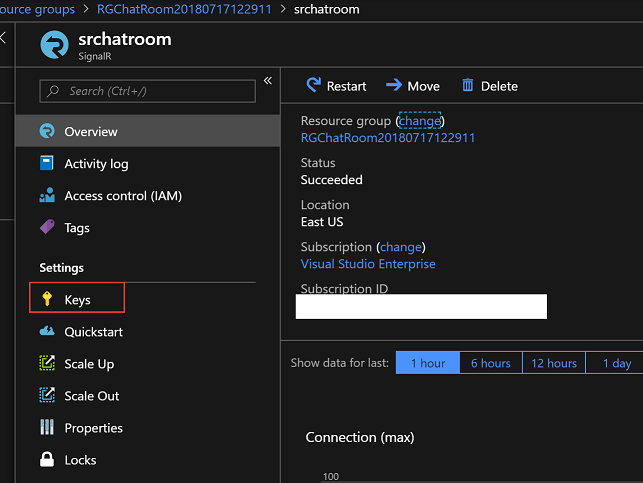 ource groups > RGChatRoom20180717122911 > srchatroom
srchatroom
SignalR
Search (Ctrl+/)
Overview
Activity log
Access control (IAM)
Tags
Settings
Keys
Quickstart
Scale Up
Scale Out
Properties
Locks
Restart
Move
Delete
Resource group (change)
RGChatRoom20180717122911
Status
Succeeded
Location
East US
Subscription (change)
Visual Studio Enterprise
Subscription ID
Show data for last: 1 hour 6 hours 12 hours 1 day
Connection (max)
100